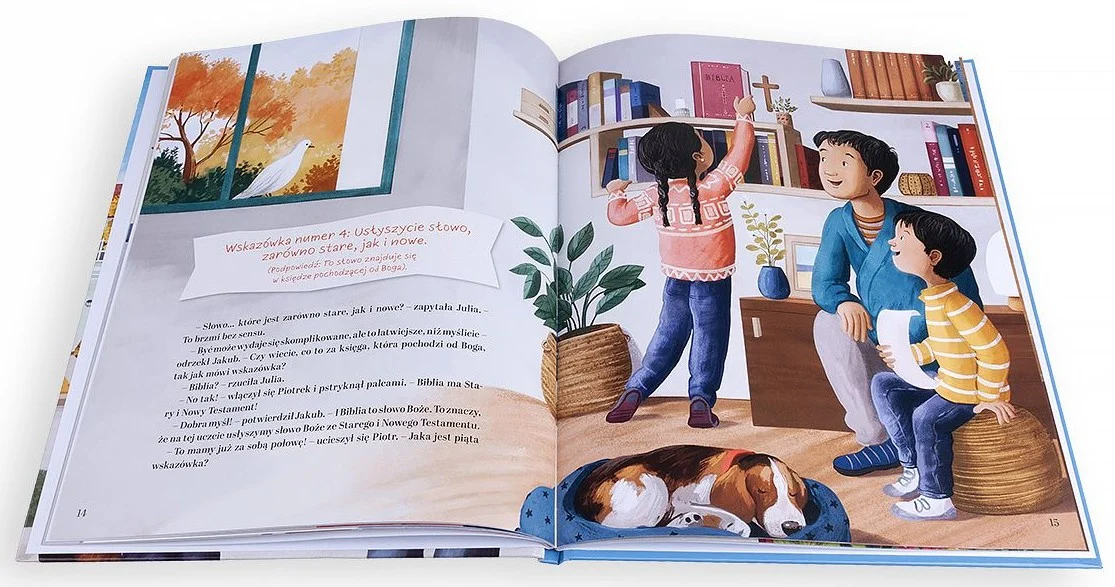 Wskazówka numer 4: Usłyszycie słowo,
zarówno stare, jak i nowe.
(Podpowiedź: To słowo znajduje się
w księdze pochodzącej od Boga).
– Słowo... które jest zarówno stare, jak i nowe? – zapytała Julia. –
To brzmi bez sensu.
– Być może wydaje się skomplikowane, ale to łatwiejsze, niż myślicie –
odrzekł Jakub. – Czy wiecie, co to za księga, która pochodzi od Boga,
tak jak mówi wskazówka?
– Biblia? – rzuciła Julia.
– No tak! – włączył się Piotrek i pstryknął palcami. – Biblia ma Sta-
ry i Nowy Testament!
– Dobra myśl! – potwierdził Jakub. – I Biblia to słowo Boże. To znaczy,
że na tej uczcie usłyszymy słowo Boże ze Starego i Nowego Testamentu.
– To mamy już za sobą połowę! – ucieszył się Piotr. – Jaka jest piąta
wskazówka?
14
BIBLIA
15